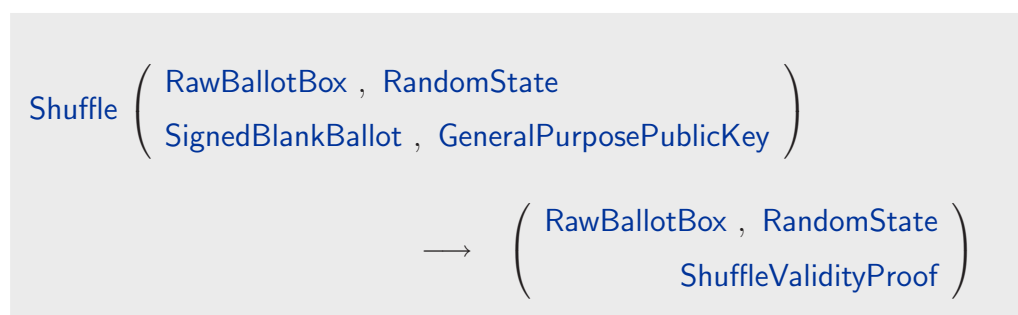 RawBallotBox , RandomState
Shuffle
SignedBlankBallot , GeneralPurposePublicKey
RawBallotBox , RandomState
⟶
ShuffleValidityProof